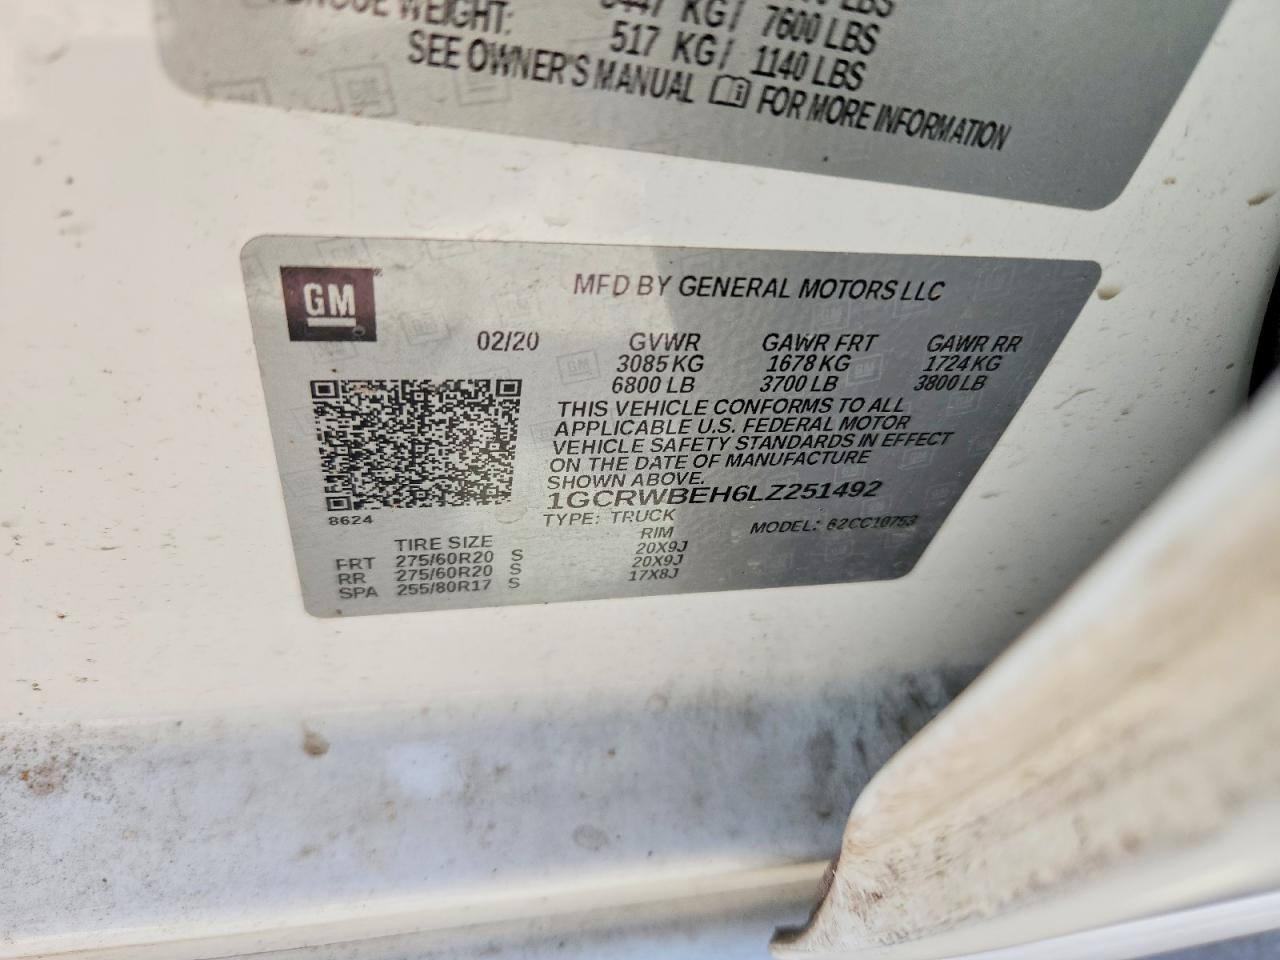 LBS
KG/ 7600 LBS
WEIGHT: 517 KG/ 1140 LBS
SEE OWNER'S MANUAL FOR MORE INFORMATION
GM
MFD BY GENERAL MOTORS LLC
02/20 GVWR GAWR FRT GAWR RR
3085 KG 1678 KG 1724 KG
6800 LB 3700 LB 3800 LB
THIS VEHICLE CONFORMS TO ALL
APPLICABLE U.S. FEDERAL MOTOR
VEHICLE SAFETY STANDARDS IN EFFECT
ON THE DATE OF MANUFACTURE
SHOWN ABOVE.
1GCRWBEH6LZ251492
8624
TYPE: TRUCK MODEL: 62CC10753
TIRE SIZE RIM
FRT 275/60R20 S 20X9J
RR 275/60R20 S 20X9J
SPA 255/80R17 S 17X8J